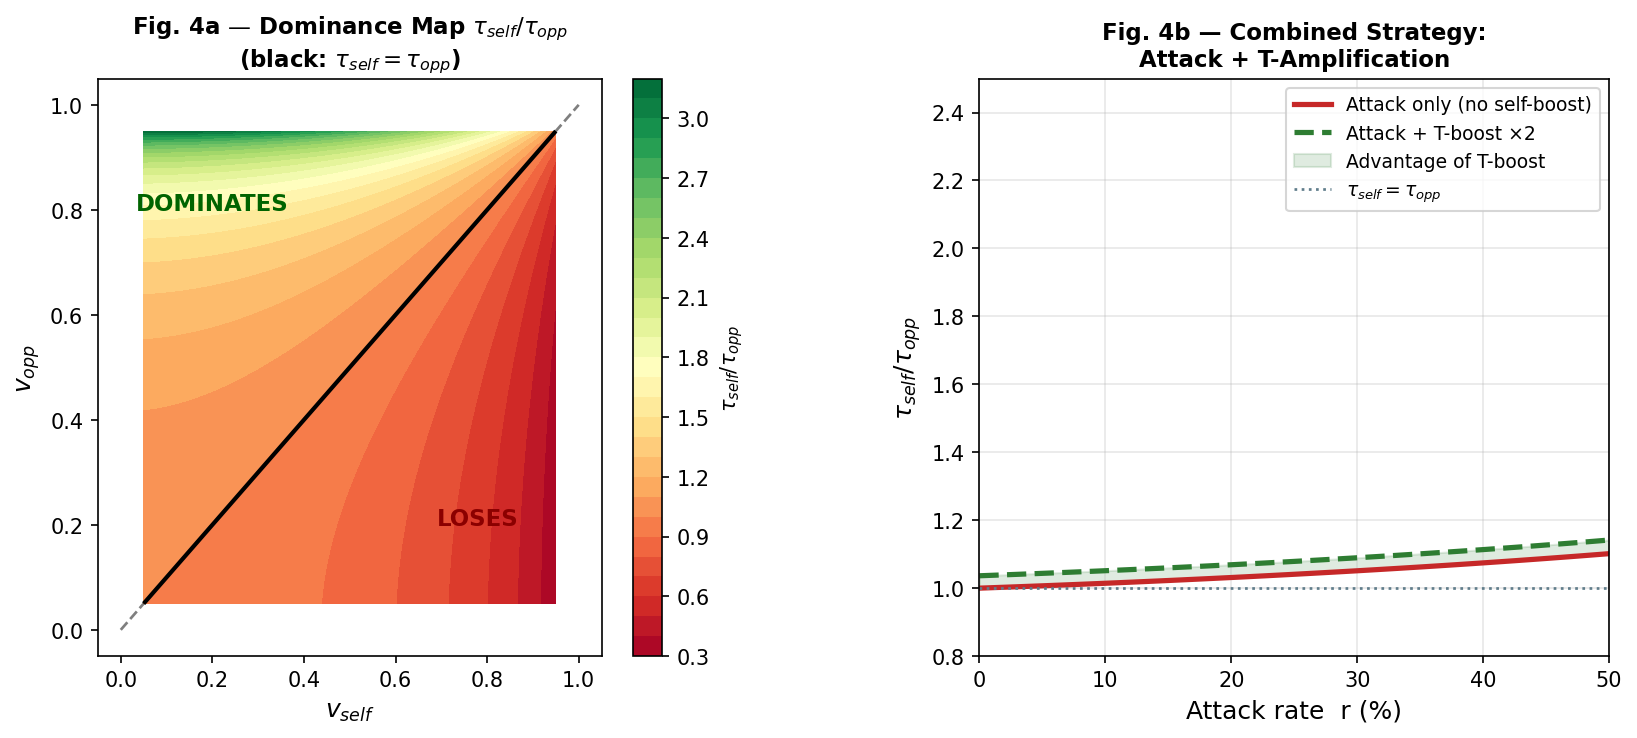 Fig. 4a — Dominance Map τself/τopp
(black: τself = τopp)
1.0
0.8
0.6
0.4
0.2
0.0
vopp
DOMINATES
LOSES
0.0 0.2 0.4 0.6 0.8 1.0
vself
3.0
2.7
2.4
2.1
1.8
1.5
1.2
0.9
0.6
0.3
τself/τopp
Fig. 4b — Combined Strategy:
Attack + T-Amplification
2.4
2.2
2.0
1.8
1.6
1.4
1.2
1.0
0.8
τself/τopp
Attack only (no self-boost)
Attack + T-boost ×2
Advantage of T-boost
τself = τopp
0 10 20 30 40 50
Attack rate r (%)